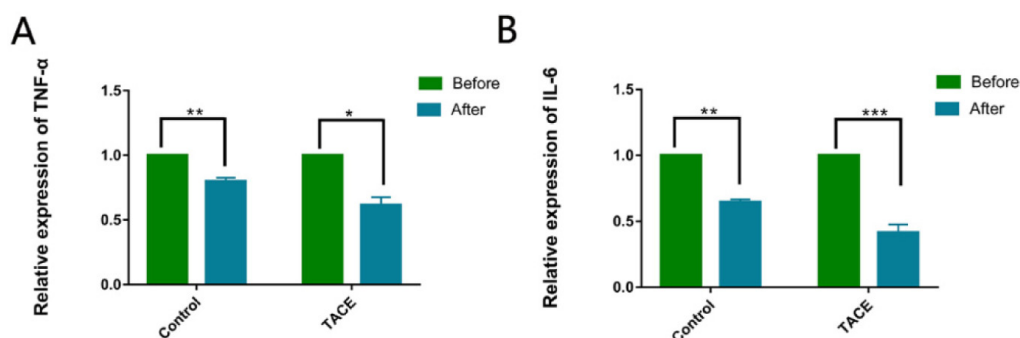 A
Relative expression of TNF-α
1.5
1.0
0.5
0.0
**
*
Before
After
Control
TACE
B
Relative expression of IL-6
1.5
1.0
0.5
0.0
**
***
Before
After
Control
TACE